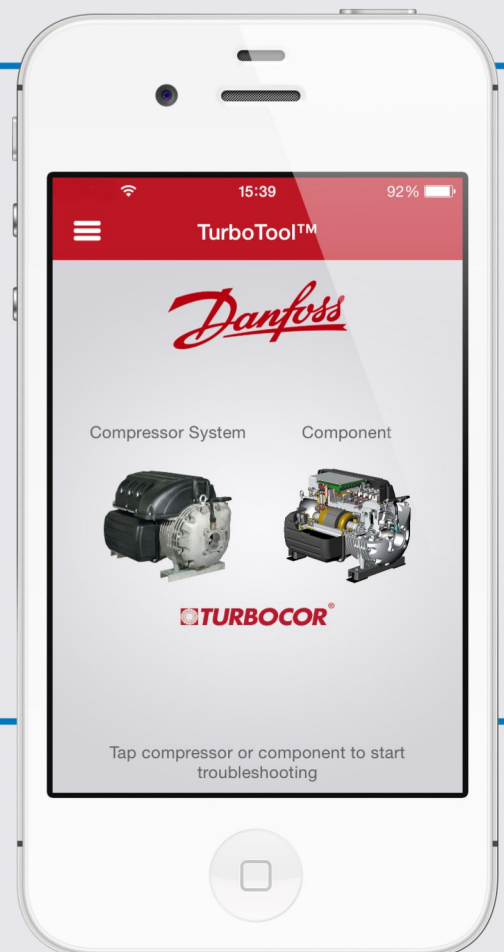 15:39
92%
TurboTool™
Danfoss
Compressor System
Component
TURBOCOR®
Tap compressor or component to start
troubleshooting